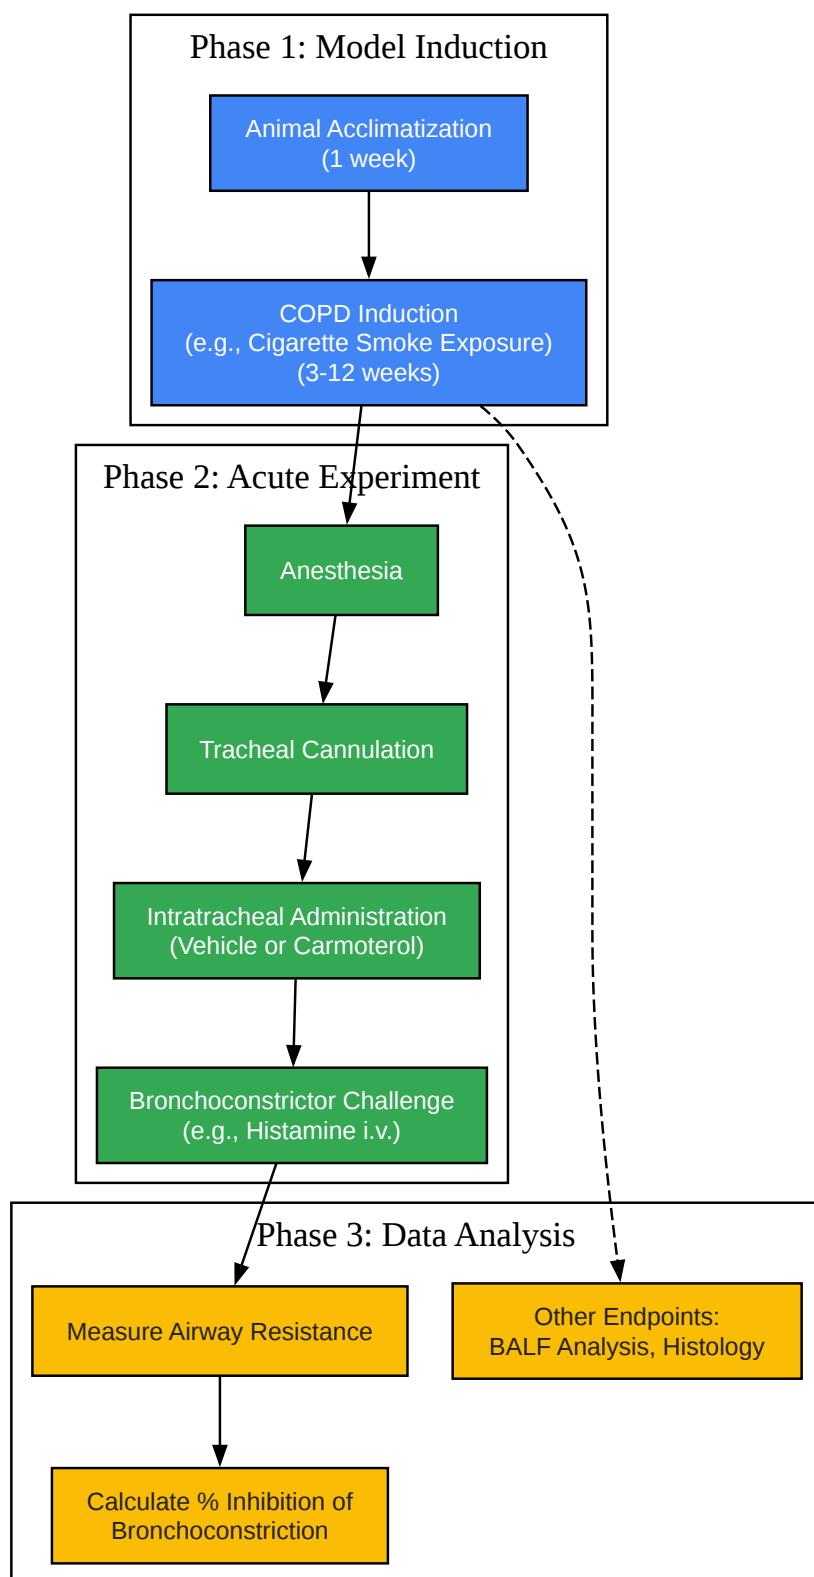 Phase 1: Model Induction
Animal Acclimatization
(1 week)
COPD Induction
(e.g., Cigarette Smoke Exposure)
(3-12 weeks)
Phase 2: Acute Experiment
Anesthesia
Tracheal Cannulation
Intratracheal Administration
(Vehicle or Carmoterol)
Bronchoconstrictor Challenge
(e.g., Histamine i.v.)
Phase 3: Data Analysis
Measure Airway Resistance
Other Endpoints:
BALF Analysis, Histology
Calculate % Inhibition of
Bronchoconstriction